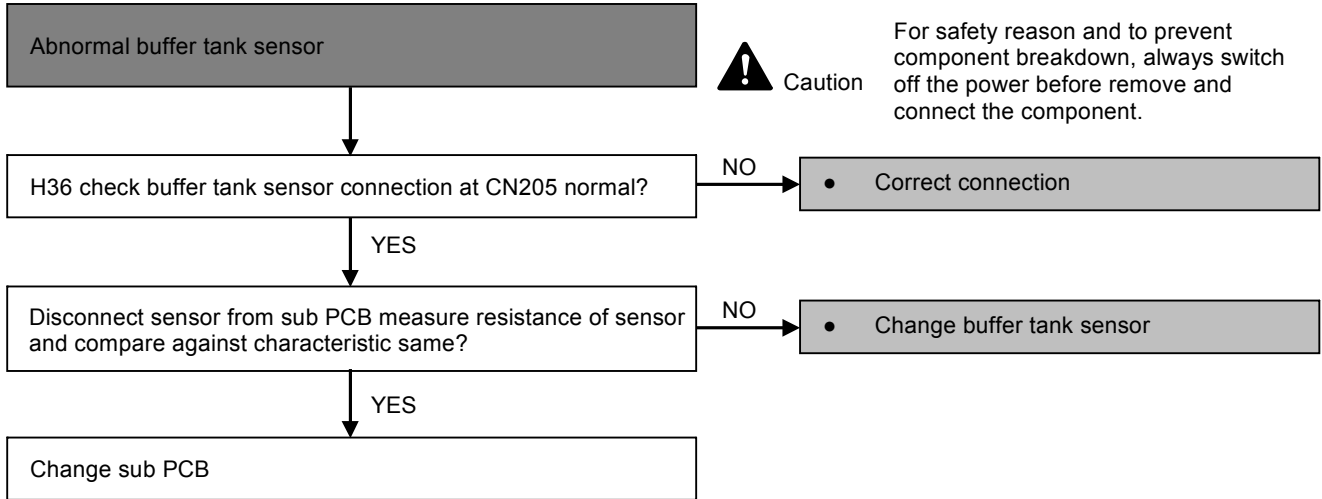 Abnormal buffer tank sensor
Caution
For safety reason and to prevent
component breakdown, always switch
off the power before remove and
connect the component.
H36 check buffer tank sensor connection at CN205 normal?
NO
• Correct connection
YES
Disconnect sensor from sub PCB measure resistance of sensor
and compare against characteristic same?
NO
• Change buffer tank sensor
YES
Change sub PCB